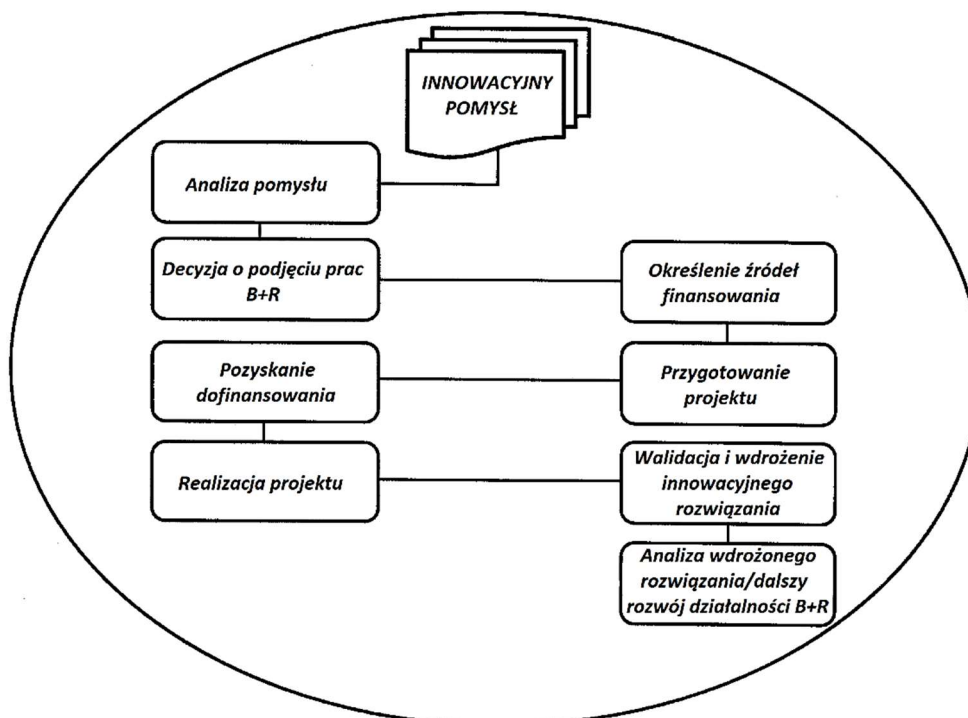 INNOWACYJNY
POMYSŁ
Analiza pomysłu
Decyzja o podjęciu prac
B+R
Określenie źródeł
finansowania
Pozyskanie
dofinansowania
Przygotowanie
projektu
Realizacja projektu
Walidacja i wdrożenie
innowacyjnego
rozwiązania
Analiza wdrożonego
rozwiązania/dalszy
rozwój działalności B+R